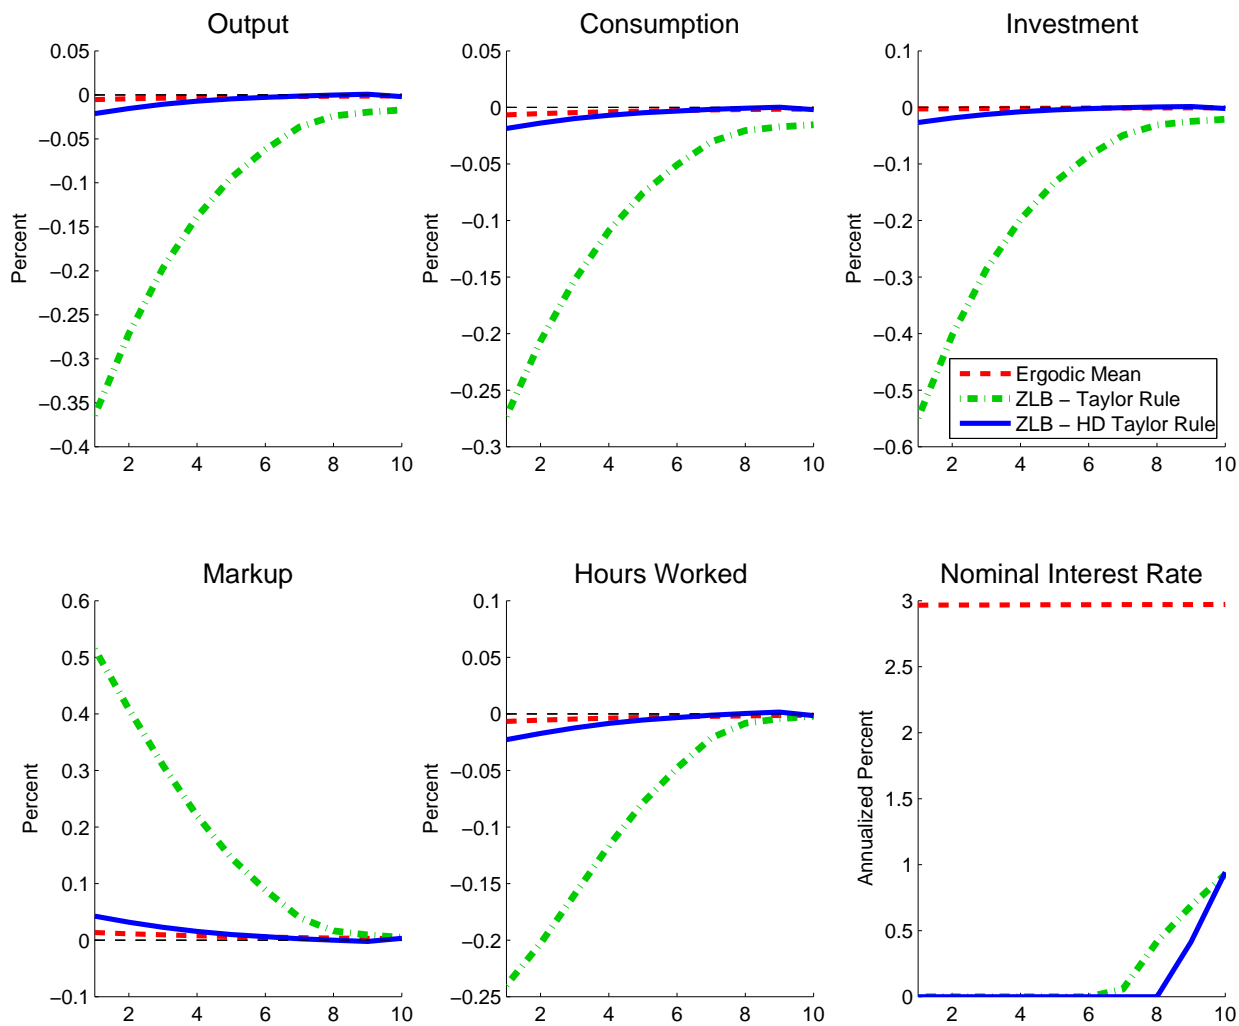 Output
Consumption
Investment
0.05
0
−0.05
−0.1
−0.15
−0.2
−0.25
−0.3
−0.35
−0.4
Percent
2 4 6 8 10
0.05
0
−0.05
−0.1
−0.15
−0.2
−0.25
−0.3
Percent
2 4 6 8 10
0.1
0
−0.1
−0.2
−0.3
−0.4
−0.5
−0.6
Percent
Ergodic Mean
ZLB − Taylor Rule
ZLB − HD Taylor Rule
2 4 6 8 10
Markup
Hours Worked
Nominal Interest Rate
0.6
0.5
0.4
0.3
0.2
0.1
0
−0.1
Percent
2 4 6 8 10
0.1
0.05
0
−0.05
−0.1
−0.15
−0.2
−0.25
Percent
2 4 6 8 10
3
2.5
2
1.5
1
0.5
0
Annualized Percent
2 4 6 8 10